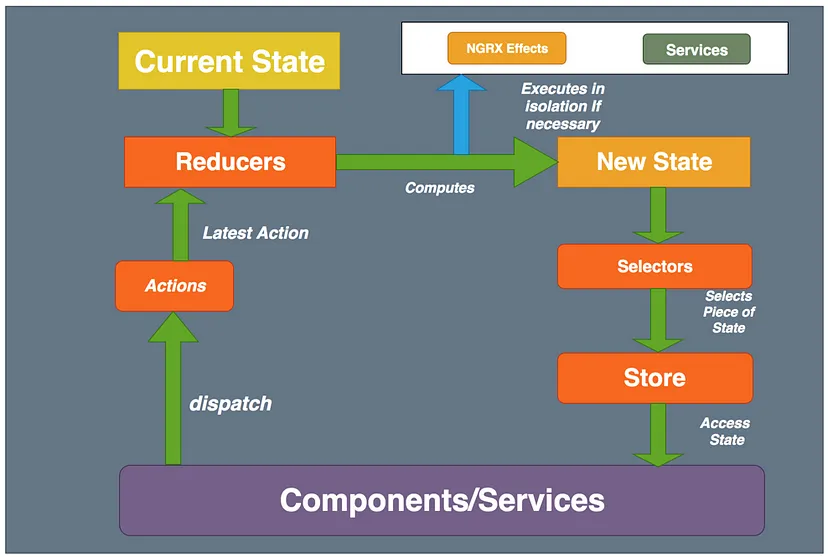 Current State
NGRX Effects
Services
Executes in
isolation If
necessary
Reducers
New State
Computes
Latest Action
Actions
Selectors
Selects
Piece of
State
Store
dispatch
Access
State
Components/Services